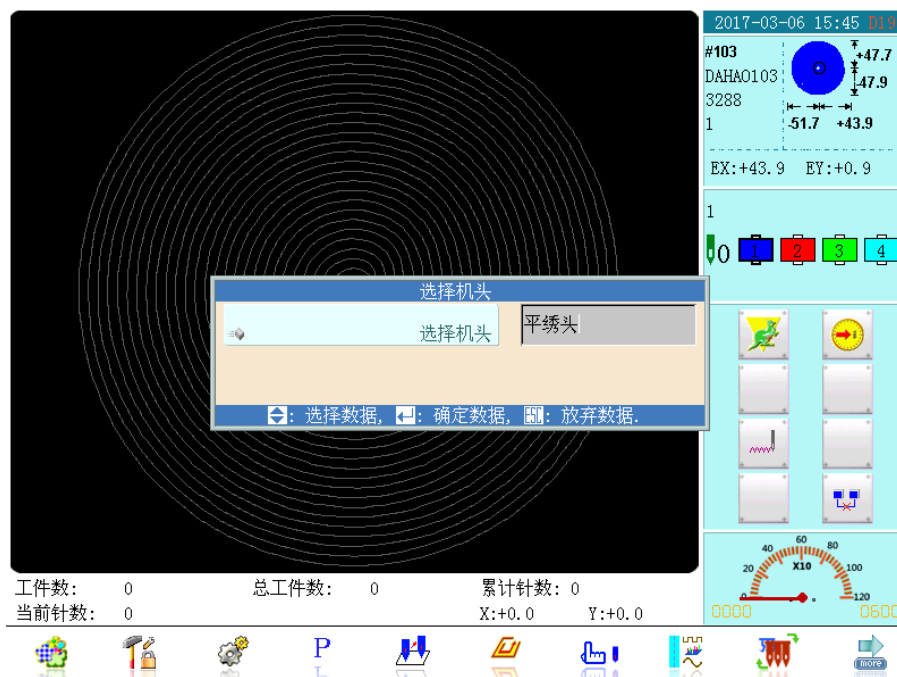 2017-03-06 15:45 D19
#103
DAHAO103
3288
1
+47.7
-47.9
-51.7 +43.9
EX:+43.9 EY:+0.9
1
0 1 2 3 4
选择机头
选择机头 平绣头
: 选择数据, : 确定数据, ESC: 放弃数据.
0 20 40 60 80 100 120
X10
0000 0600
工件数: 0 总工件数: 0 累计针数: 0
当前针数: 0 X:+0.0 Y:+0.0
P
more